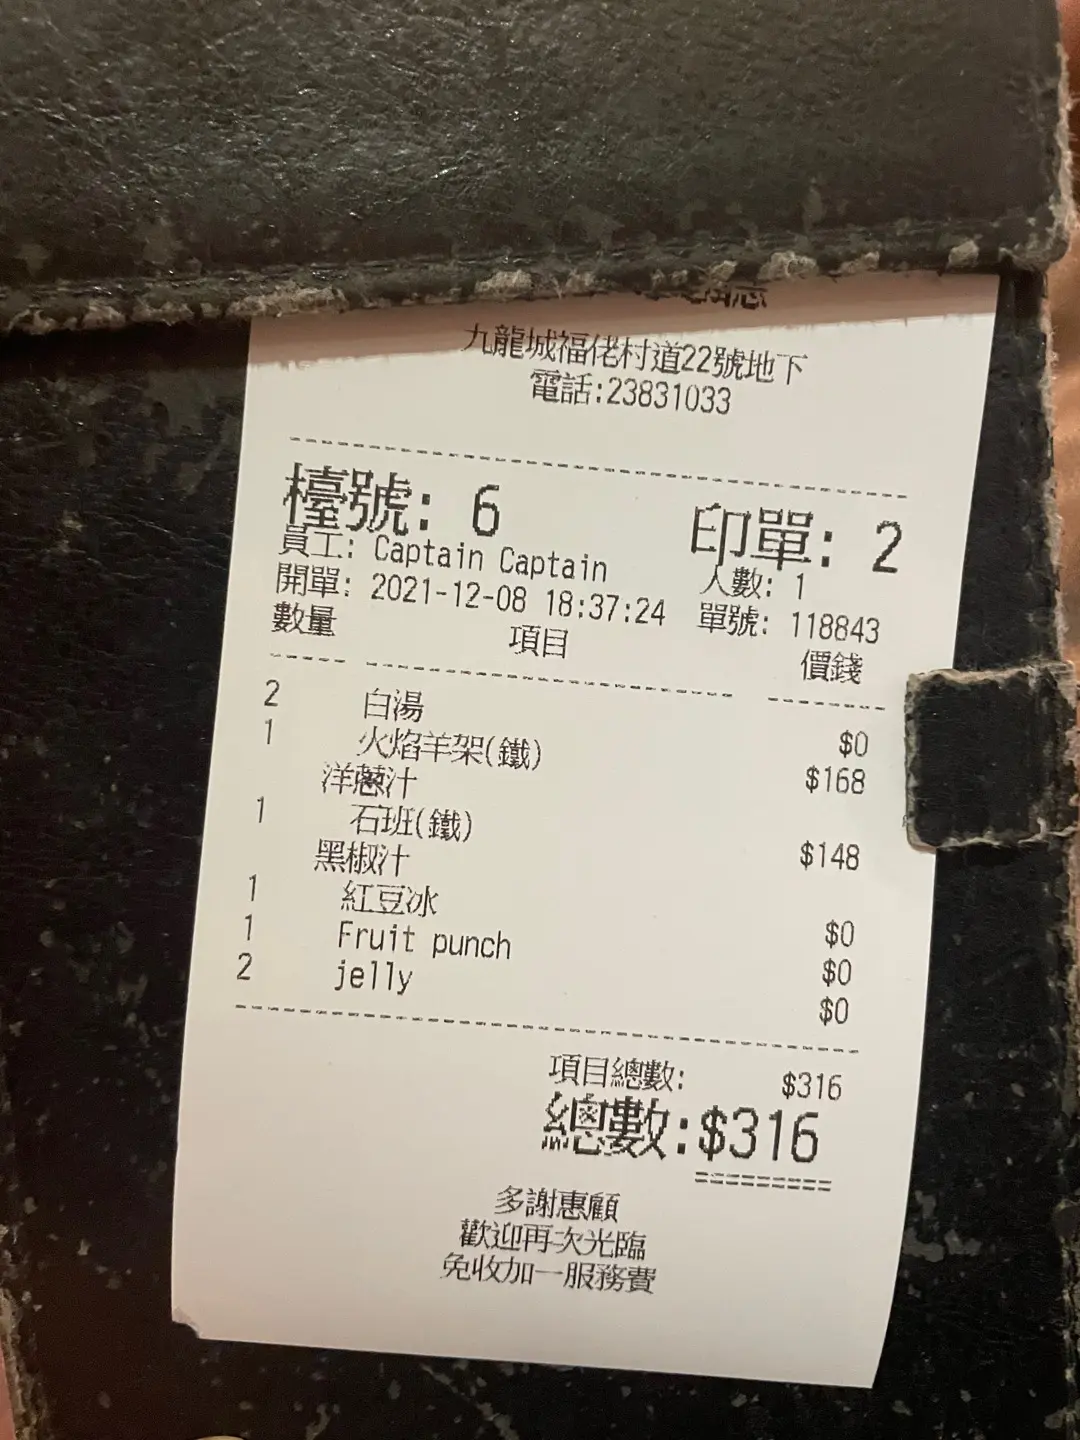 九龍城福佬村道22號地下
電話:23831033
檯號: 6 印單: 2
員工: Captain Captain 人數: 1
開單: 2021-12-08 18:37:24 單號: 118843
數量 項目 價錢
2 白湯 $0
1 火焰羊架(鐵) $168
洋蔥汁
1 石班(鐵) $148
黑椒汁
1 紅豆冰 $0
1 Fruit punch $0
2 jelly $0
項目總數: $316
總數:$316
=========
多謝惠顧
歡迎再次光臨
免收加一服務費